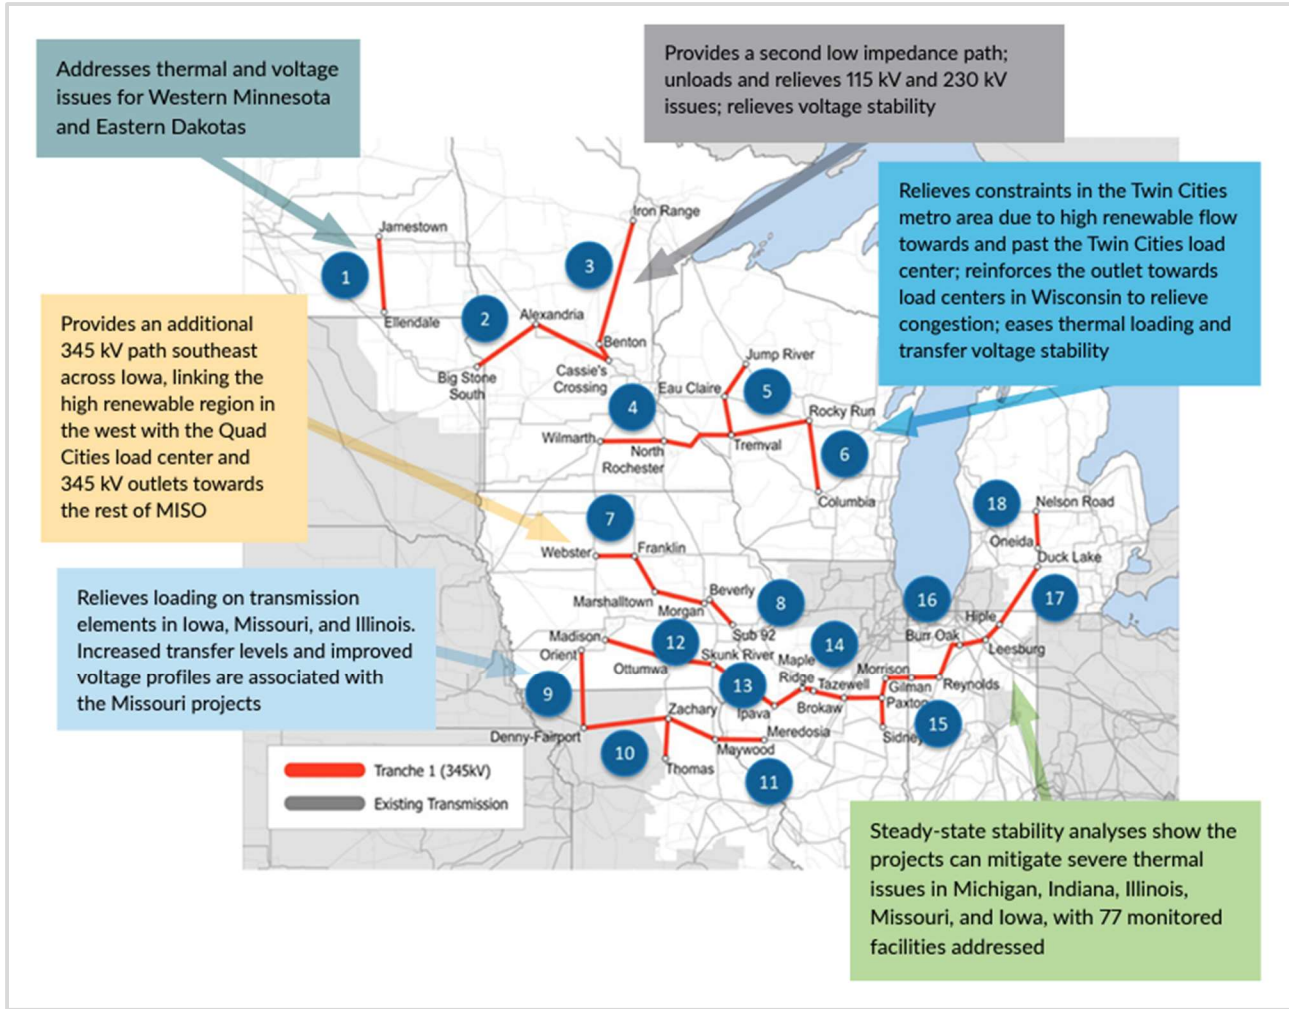 Addresses thermal and voltage
issues for Western Minnesota
and Eastern Dakotas
Provides a second low impedance path;
unloads and relieves 115 kV and 230 kV
issues; relieves voltage stability
Relieves constraints in the Twin Cities
metro area due to high renewable flow
towards and past the Twin Cities load
center; reinforces the outlet towards
load centers in Wisconsin to relieve
congestion; eases thermal loading and
transfer voltage stability
Provides an additional
345 kV path southeast
across Iowa, linking the
high renewable region in
the west with the Quad
Cities load center and
345 kV outlets towards
the rest of MISO
Relieves loading on transmission
elements in Iowa, Missouri, and Illinois.
Increased transfer levels and improved
voltage profiles are associated with
the Missouri projects
Iron Range
Jamestown
1
3
Ellendale
2
Alexandria
Benton
Big Stone
South
Cassie's
Crossing
Jump River
Eau Claire
5
4
Rocky Run
Wilmarth
North
Rochester
Tremval
6
Columbia
18
Nelson Road
Oneida
Duck Lake
7
Webster
Franklin
Marshalltown
Morgan
Beverly
8
Sub 92
16
17
Hiple
Burr Oak
Leesburg
Madison
Orient
12
Ottumwa
Skunk River
14
Maple
Ridge
13
Ipava
Tazewell
Brokaw
Morrison
Gilman
Paxton
Reynolds
9
Zachary
Meredosia
Sidney
15
Denny-Fairport
10
Thomas
Maywood
11
Tranche 1 (345kV)
Existing Transmission
Steady-state stability analyses show the
projects can mitigate severe thermal
issues in Michigan, Indiana, Illinois,
Missouri, and Iowa, with 77 monitored
facilities addressed